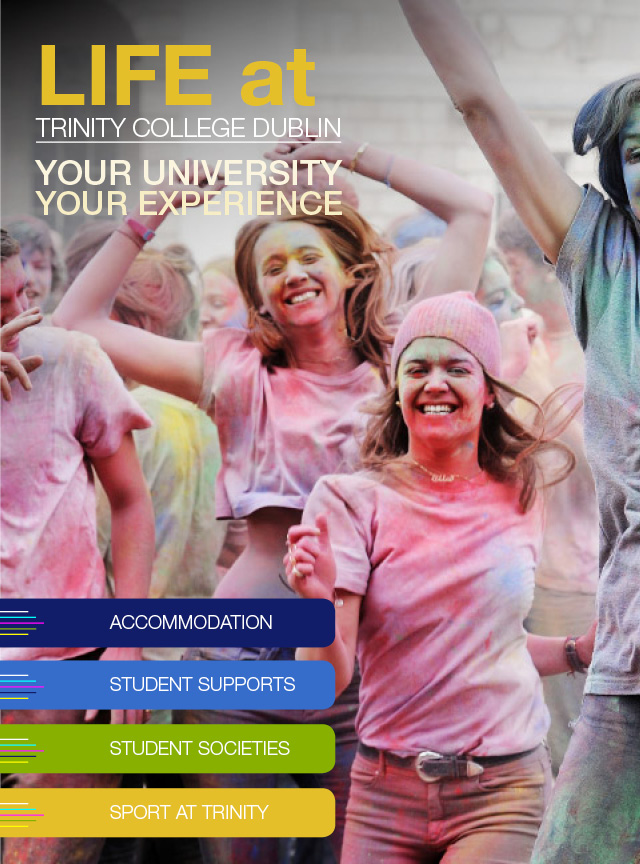 LIFE at
TRINITY COLLEGE DUBLIN
YOUR UNIVERSITY
YOUR EXPERIENCE
ACCOMMODATION
STUDENT SUPPORTS
STUDENT SOCIETIES
SPORT AT TRINITY